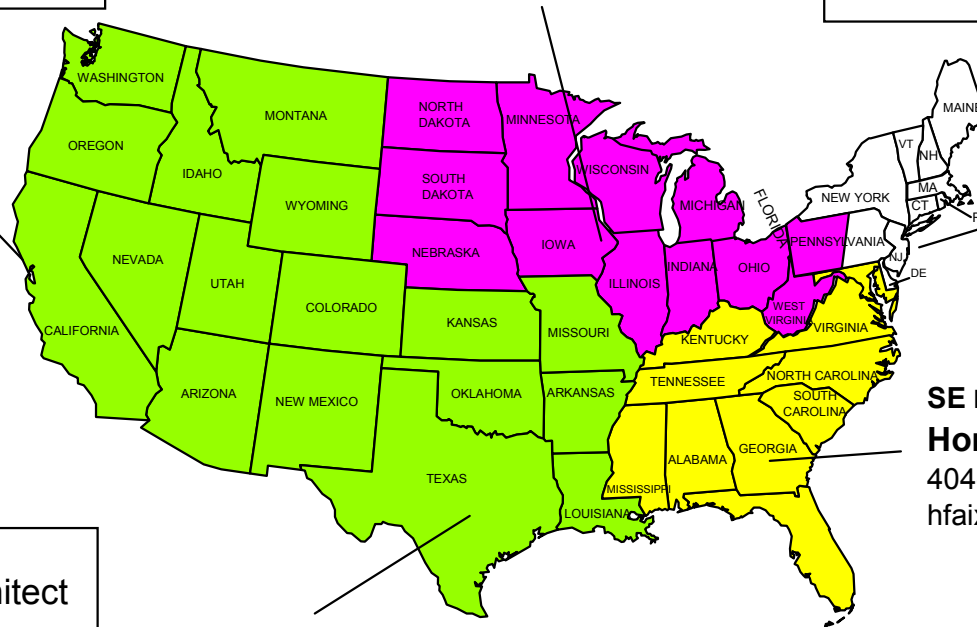 WASHINGTON
OREGON
IDAHO
MONTANA
WYOMING
NEVADA
UTAH
COLORADO
CALIFORNIA
ARIZONA
NEW MEXICO
NORTH
DAKOTA
SOUTH
DAKOTA
NEBRASKA
KANSAS
OKLAHOMA
TEXAS
MINNESOTA
IOWA
MISSOURI
ARKANSAS
LOUISIANA
WISCONSIN
ILLINOIS
MICHIGAN
INDIANA
OHIO
FLORIDA
KENTUCKY
TENNESSEE
MISSISSIPPI
ALABAMA
GEORGIA
PENNSYLVANIA
WEST
VIRGINIA
VIRGINIA
NORTH CAROLINA
SOUTH
CAROLINA
NEW YORK
VT
NH
MAINE
MA
CT
NJ
DE
SE
404
hitect